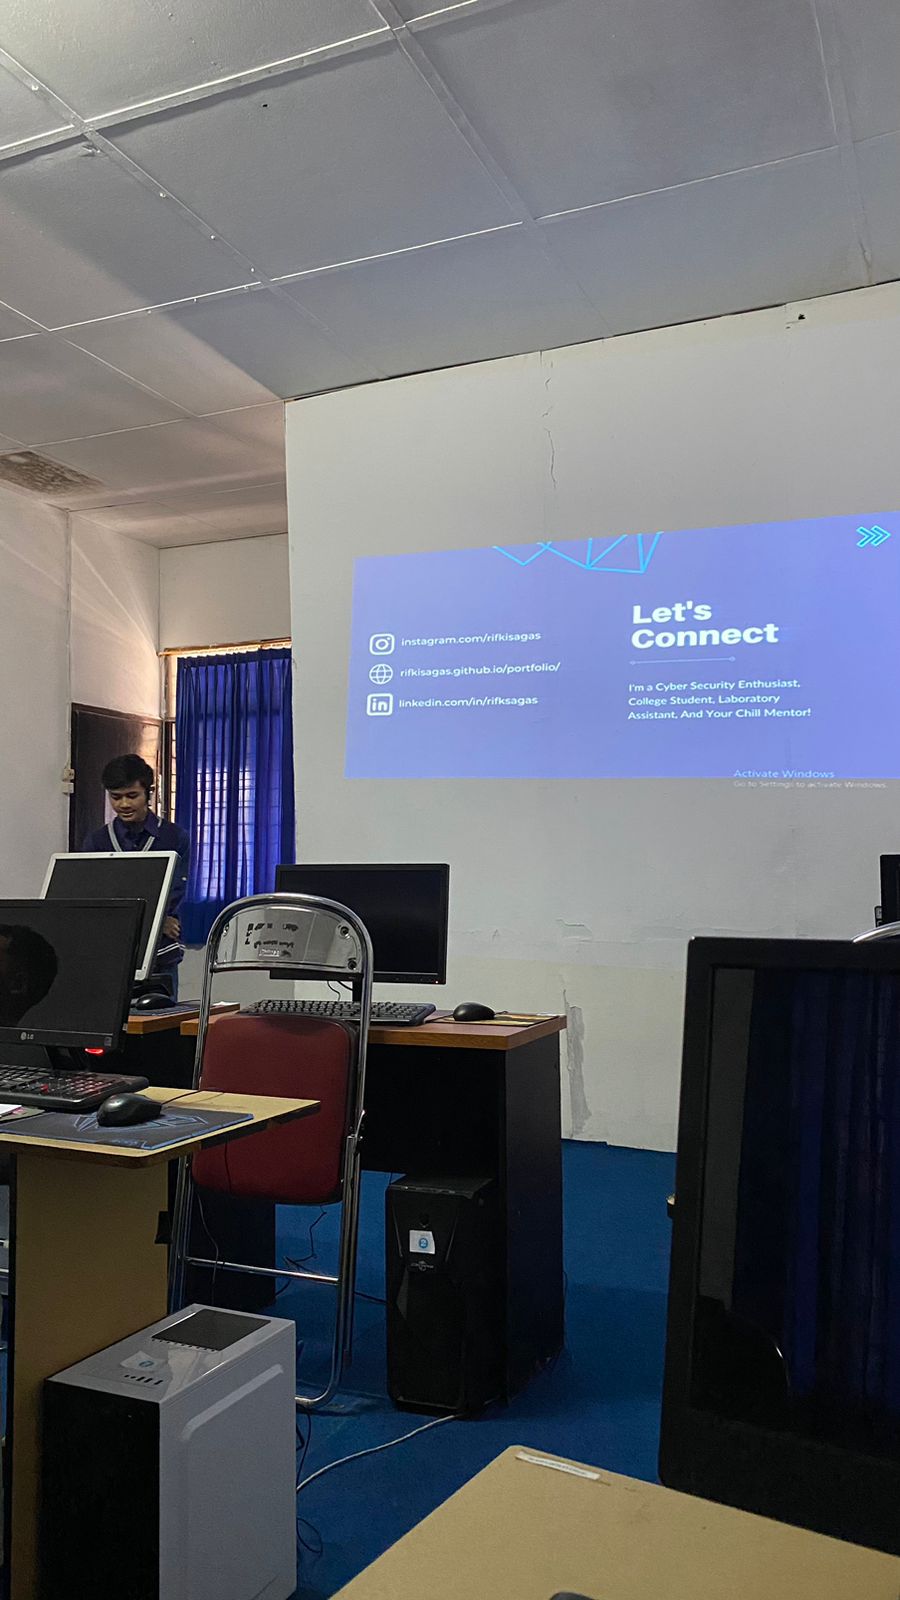 instagram.com/rifkisagas
rifkisagas.github.io/portfolio/
linkedin.com/in/rifksagas
Let's
Connect
I'm a Cyber Security Enthusiast,
College Student, Laboratory
Assistant, And Your Chill Mentor!
Activate Windows
Go to Settings to activate Windows.
LG